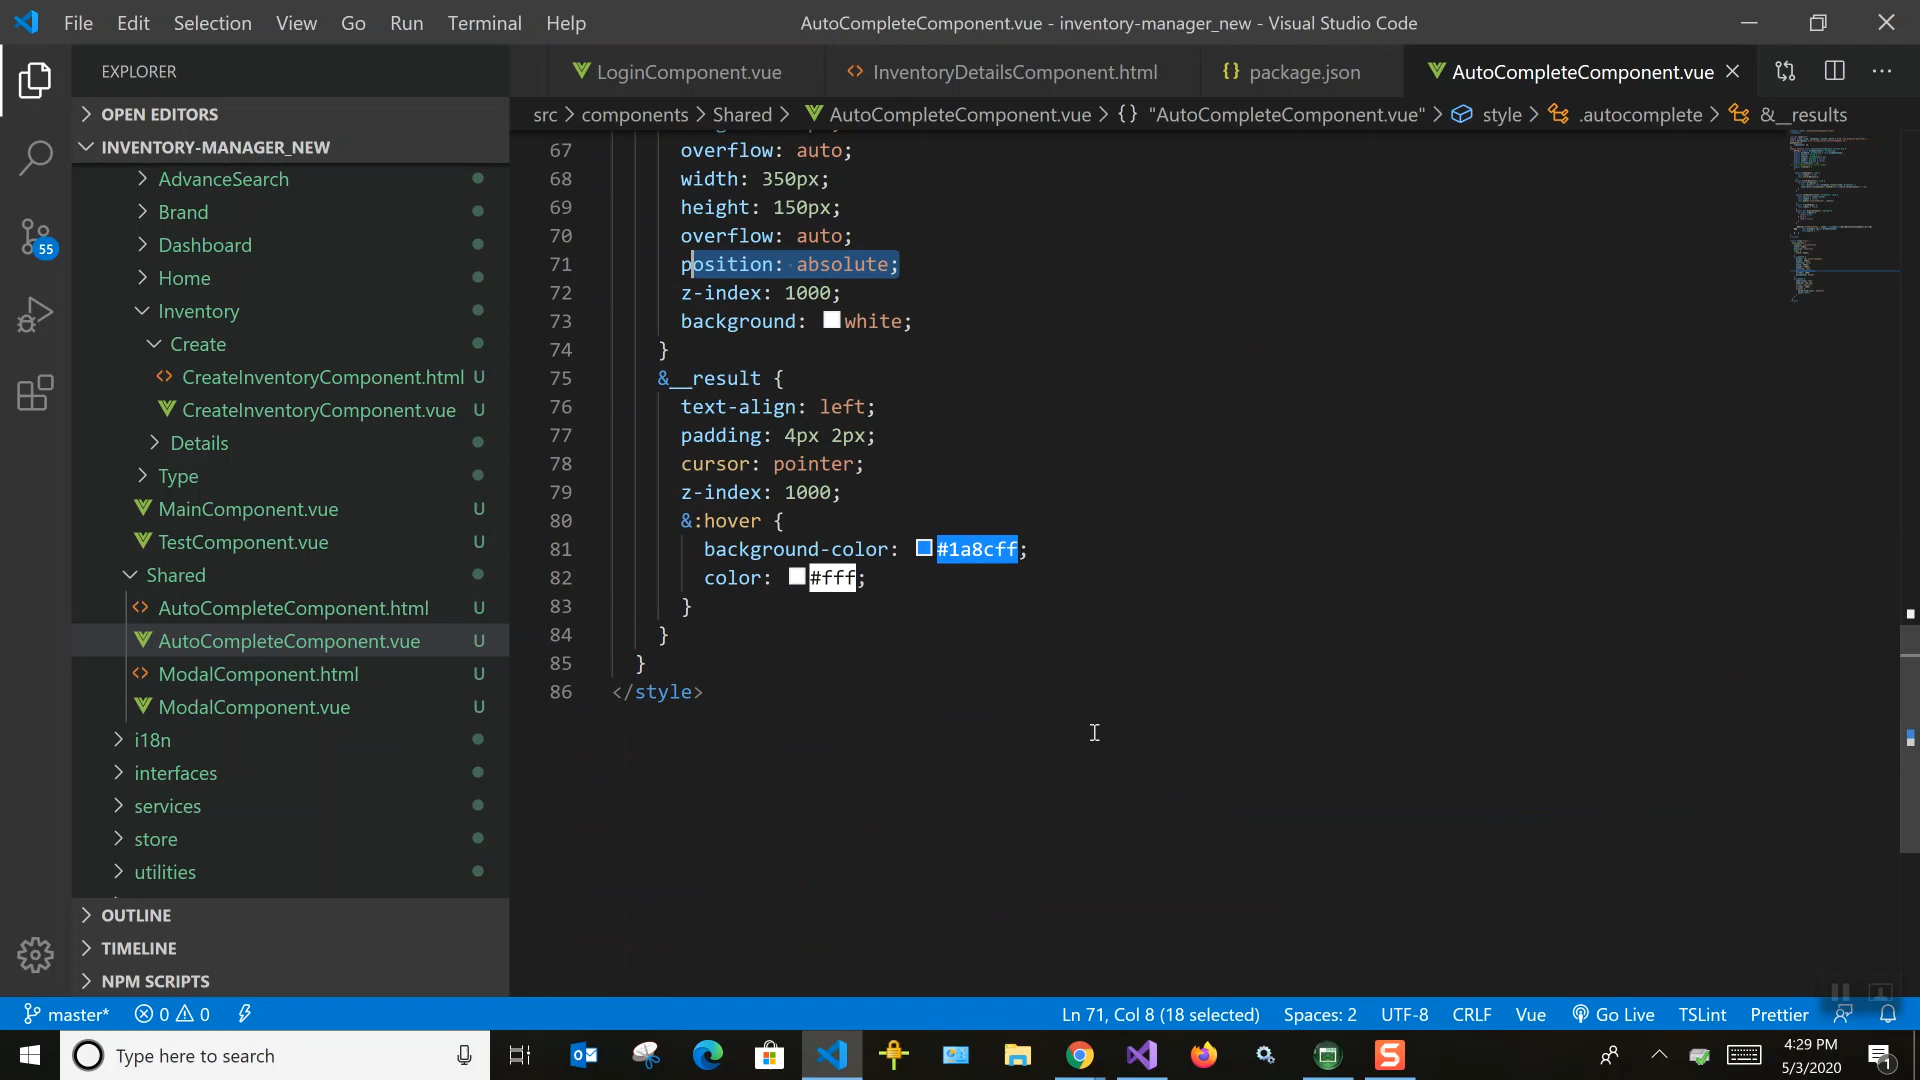 File Edit Selection View Go Run Terminal Help AutoCompleteComponent.vue - inventory-manager_new - Visual Studio Code
EXPLORER
LoginComponent.vue InventoryDetailsComponent.html package.json AutoCompleteComponent.vue
OPEN EDITORS
src > components > Shared > AutoCompleteComponent.vue > {} "AutoCompleteComponent.vue" > style > .autocomplete > &__results
INVENTORY-MANAGER_NEW
AdvanceSearch
Brand
Dashboard
Home
Inventory
Create
CreateInventoryComponent.html U
CreateInventoryComponent.vue U
Details
Type
MainComponent.vue U
TestComponent.vue U
Shared
AutoCompleteComponent.html U
AutoCompleteComponent.vue U
ModalComponent.html U
ModalComponent.vue U
i18n
interfaces
services
store
utilities
OUTLINE
TIMELINE
NPM SCRIPTS
55
67 overflow: auto;
68 width: 350px;
69 height: 150px;
70 overflow: auto;
71 position: absolute;
72 z-index: 1000;
73 background: white;
74 }
75 &__result {
76 text-align: left;
77 padding: 4px 2px;
78 cursor: pointer;
79 z-index: 1000;
80 &:hover {
81 background-color: #1a8cff;
82 color: #fff;
83 }
84 }
85 }
86 </style>
master* 0 0 Ln 71, Col 8 (18 selected) Spaces: 2 UTF-8 CRLF Vue Go Live TSLint Prettier
Type here to search
4:29 PM
5/3/2020
1